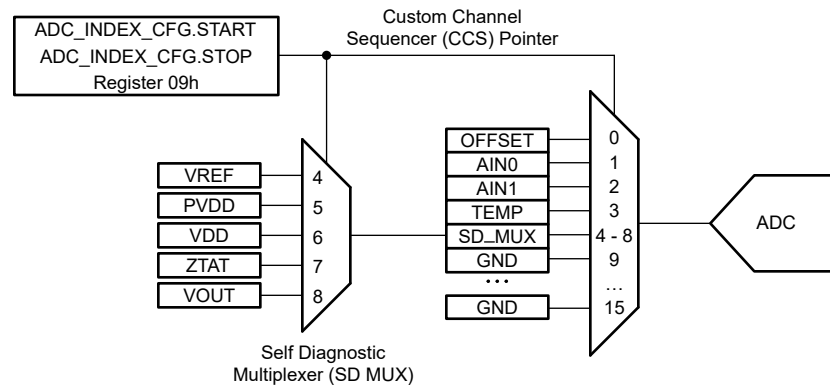 ADC_INDEX_CFG.START
ADC_INDEX_CFG.STOP
Register 09h
Custom Channel
Sequencer (CCS) Pointer
VREF
PVDD
VDD
ZTAT
VOUT
4
5
6
7
8
Self Diagnostic
Multiplexer (SD MUX)
OFFSET
AIN0
AIN1
TEMP
SD_MUX
GND
...
GND
0
1
2
3
4 - 8
9
...
15
ADC